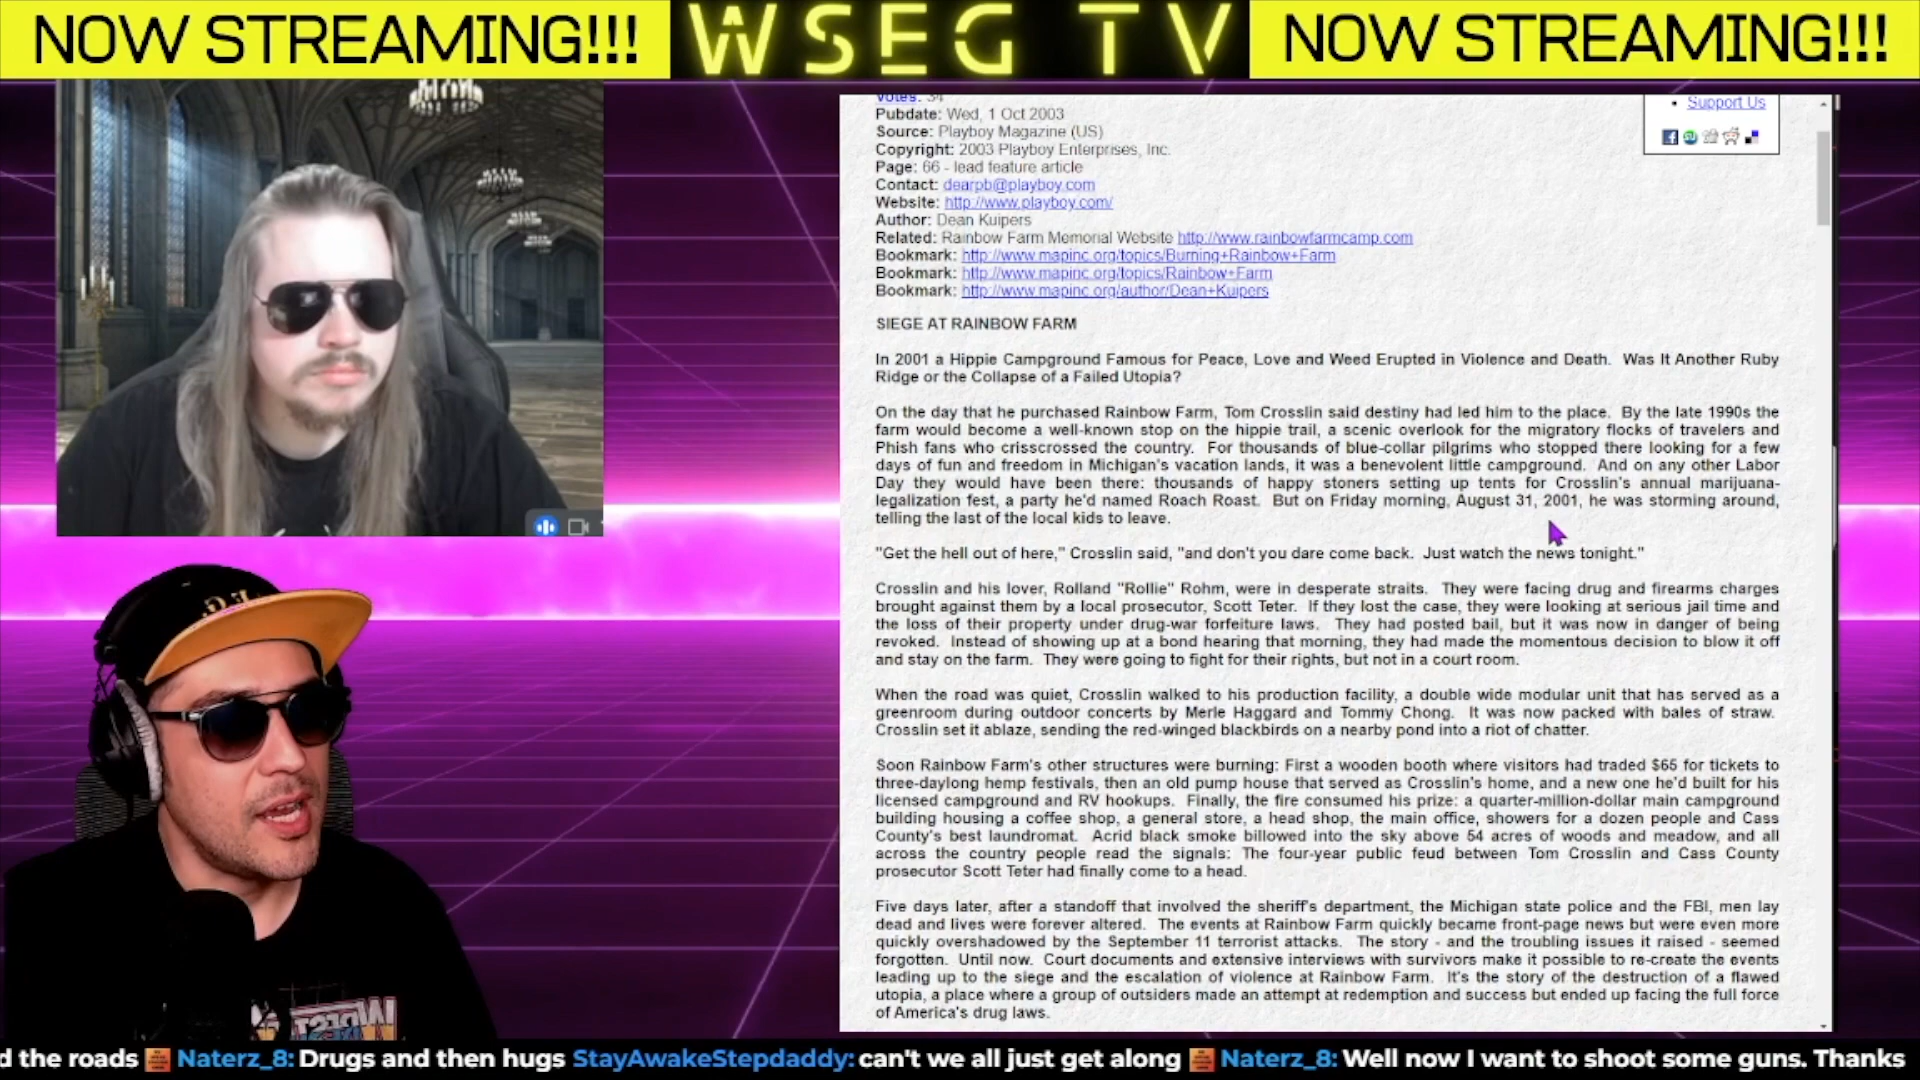 NOW STREAMING!!! WSEG TV NOW STREAMING!!!
Votes: 34
Pubdate: Wed, 1 Oct 2003
Source: Playboy Magazine (US)
Copyright: 2003 Playboy Enterprises, Inc.
Page: 66 - lead feature article
Contact: dearpb@playboy.com
Website: http://www.playboy.com/
Author: Dean Kuipers
Related: Rainbow Farm Memorial Website http://www.rainbowfarmcamp.com
Bookmark: http://www.mapinc.org/topics/Burning+Rainbow+Farm
Bookmark: http://www.mapinc.org/topics/Rainbow+Farm
Bookmark: http://www.mapinc.org/author/Dean+Kuipers
Support Us
SIEGE AT RAINBOW FARM
In 2001 a Hippie Campground Famous for Peace, Love and Weed Erupted in Violence and Death. Was It Another Ruby
Ridge or the Collapse of a Failed Utopia?
On the day that he purchased Rainbow Farm, Tom Crosslin said destiny had led him to the place. By the late 1990s the
farm would become a well-known stop on the hippie trail, a scenic overlook for the migratory flocks of travelers and
Phish fans who crisscrossed the country. For thousands of blue-collar pilgrims who stopped there looking for a few
days of fun and freedom in Michigan's vacation lands, it was a benevolent little campground. And on any other Labor
Day they would have been there: thousands of happy stoners setting up tents for Crosslin's annual marijuana-
legalization fest, a party he'd named Roach Roast. But on Friday morning, August 31, 2001, he was storming around,
telling the last of the local kids to leave.
"Get the hell out of here," Crosslin said, "and don't you dare come back. Just watch the news tonight."
Crosslin and his lover, Rolland "Rollie" Rohm, were in desperate straits. They were facing drug and firearms charges
brought against them by a local prosecutor, Scott Teter. If they lost the case, they were looking at serious jail time and
the loss of their property under drug-war forfeiture laws. They had posted bail, but it was now in danger of being
revoked. Instead of showing up at a bond hearing that morning, they had made the momentous decision to blow it off
and stay on the farm. They were going to fight for their rights, but not in a court room.
When the road was quiet, Crosslin walked to his production facility, a double wide modular unit that has served as a
greenroom during outdoor concerts by Merle Haggard and Tommy Chong. It was now packed with bales of straw.
Crosslin set it ablaze, sending the red-winged blackbirds on a nearby pond into a riot of chatter.
Soon Rainbow Farm's other structures were burning: First a wooden booth where visitors had traded $65 for tickets to
three-daylong hemp festivals, then an old pump house that served as Crosslin's home, and a new one he'd built for his
licensed campground and RV hookups. Finally, the fire consumed his prize: a quarter-million-dollar main campground
building housing a coffee shop, a general store, a head shop, the main office, showers for a dozen people and Cass
County's best laundromat. Acrid black smoke billowed into the sky above 54 acres of woods and meadow, and all
across the country people read the signals: The four-year public feud between Tom Crosslin and Cass County
prosecutor Scott Teter had finally come to a head.
Five days later, after a standoff that involved the sheriff's department, the Michigan state police and the FBI, men lay
dead and lives were forever altered. The events at Rainbow Farm quickly became front-page news but were even more
quickly overshadowed by the September 11 terrorist attacks. The story - and the troubling issues it raised - seemed
forgotten. Until now. Court documents and extensive interviews with survivors make it possible to re-create the events
leading up to the siege and the escalation of violence at Rainbow Farm. It's the story of the destruction of a flawed
utopia, a place where a group of outsiders made an attempt at redemption and success but ended up facing the full force
of America's drug laws.
d the roads Naterz_8: Drugs and then hugs StayAwakeStepdaddy: can't we all just get along Naterz_8: Well now I want to shoot some guns. Thanks